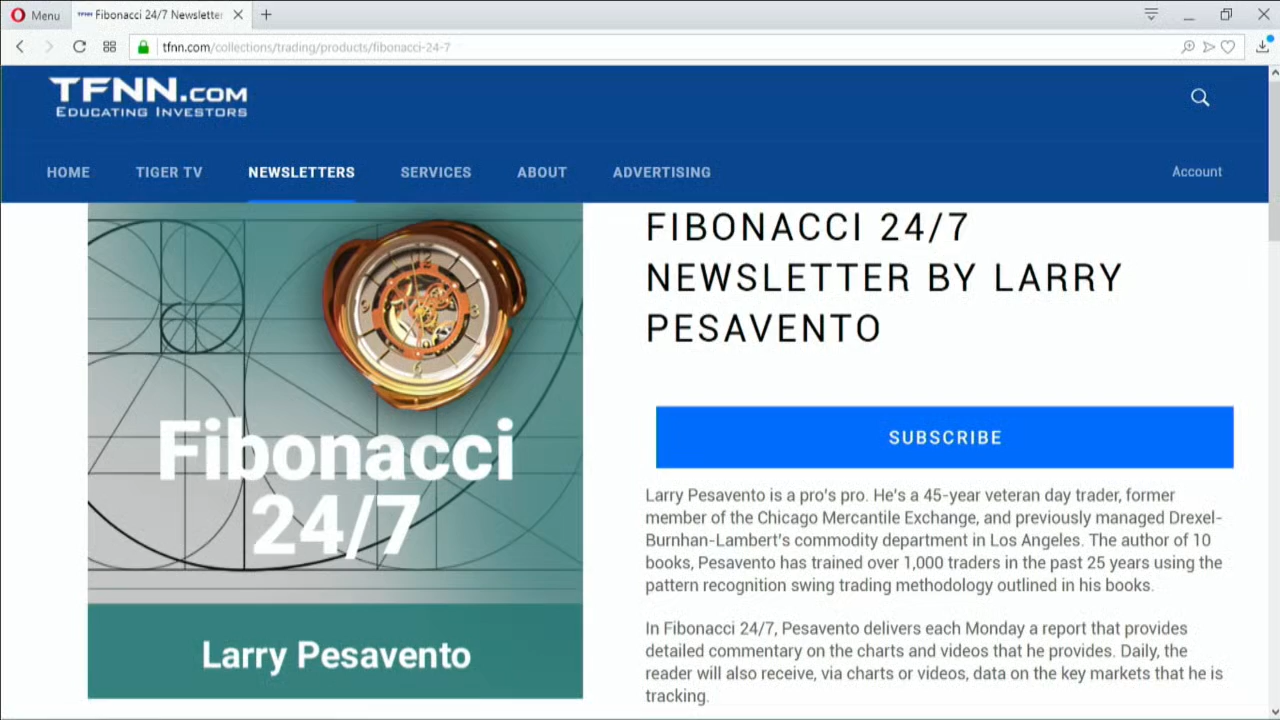 Menu
Fibonacci 24/7 Newsletter
tfnn.com/collections/trading/products/fibonacci-24-7
TFNN.COM
EDUCATING INVESTORS
HOME TIGER TV NEWSLETTERS SERVICES ABOUT ADVERTISING Account
12
3
6
9
Fibonacci
24/7
Larry Pesavento
FIBONACCI 24/7
NEWSLETTER BY LARRY
PESAVENTO
SUBSCRIBE
Larry Pesavento is a pro's pro. He's a 45-year veteran day trader, former
member of the Chicago Mercantile Exchange, and previously managed Drexel-
Burnhan-Lambert's commodity department in Los Angeles. The author of 10
books, Pesavento has trained over 1,000 traders in the past 25 years using the
pattern recognition swing trading methodology outlined in his books.
In Fibonacci 24/7, Pesavento delivers each Monday a report that provides
detailed commentary on the charts and videos that he provides. Daily, the
reader will also receive, via charts or videos, data on the key markets that he is
tracking.